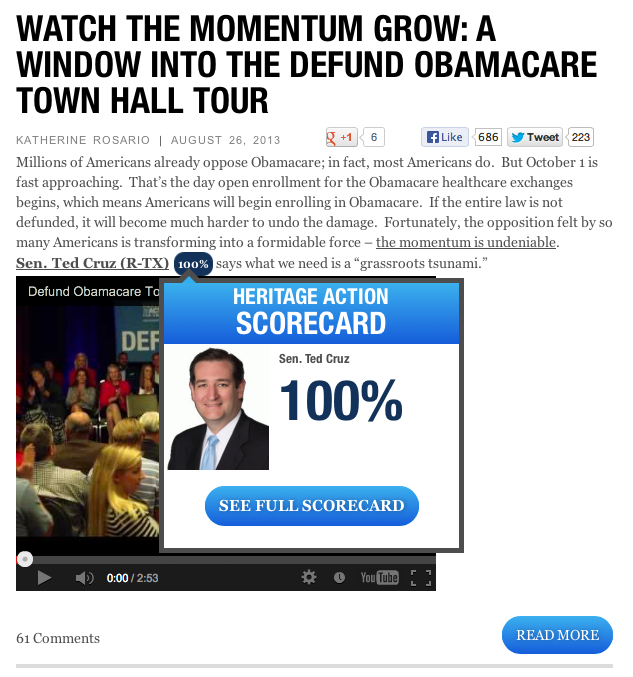 WATCH THE MOMENTUM GROW: A
WINDOW INTO THE DEFUND OBAMACARE
TOWN HALL TOUR
KATHERINE ROSARIO | AUGUST 26, 2013
g +1 6
Like 686 Tweet 223
Millions of Americans already oppose Obamacare; in fact, most Americans do. But October 1 is
fast approaching. That's the day open enrollment for the Obamacare healthcare exchanges
begins, which means Americans will begin enrolling in Obamacare. If the entire law is not
defunded, it will become much harder to undo the damage. Fortunately, the opposition felt by so
many Americans is transforming into a formidable force – the momentum is undeniable.
Sen. Ted Cruz (R-TX) 100% says what we need is a “grassroots tsunami.”
Defund Obamacare To
DEF
HERITAGE ACTION
SCORECARD
Sen. Ted Cruz
100%
SEE FULL SCORECARD
0:00 / 2:53
YouTube
61 Comments
READ MORE